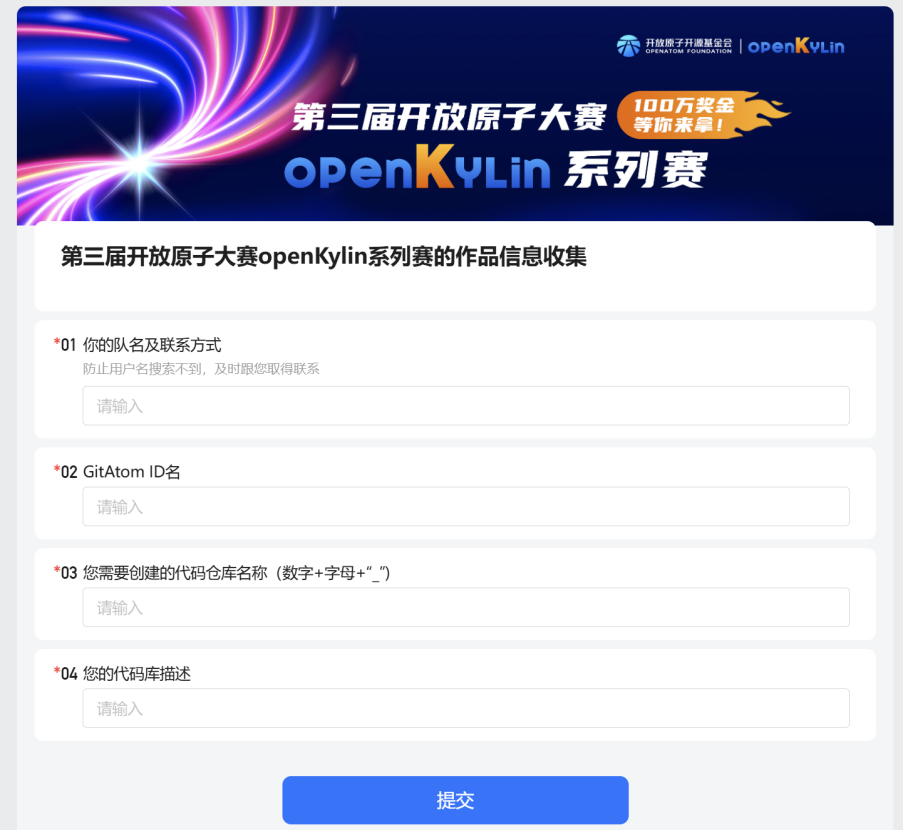 开放原子开源基金会 | openKylin
OPENATOM FOUNDATION
第三届开放原子大赛 100万奖金
等你来拿！
openKylin 系列赛
第三届开放原子大赛openKylin系列赛的作品信息收集
*01 你的队名及联系方式
防止用户名搜索不到，及时跟您取得联系
请输入
*02 GitAtom ID名
请输入
*03 您需要创建的代码仓库名称（数字+字母+“_”)
请输入
*04 您的代码库描述
请输入
提交